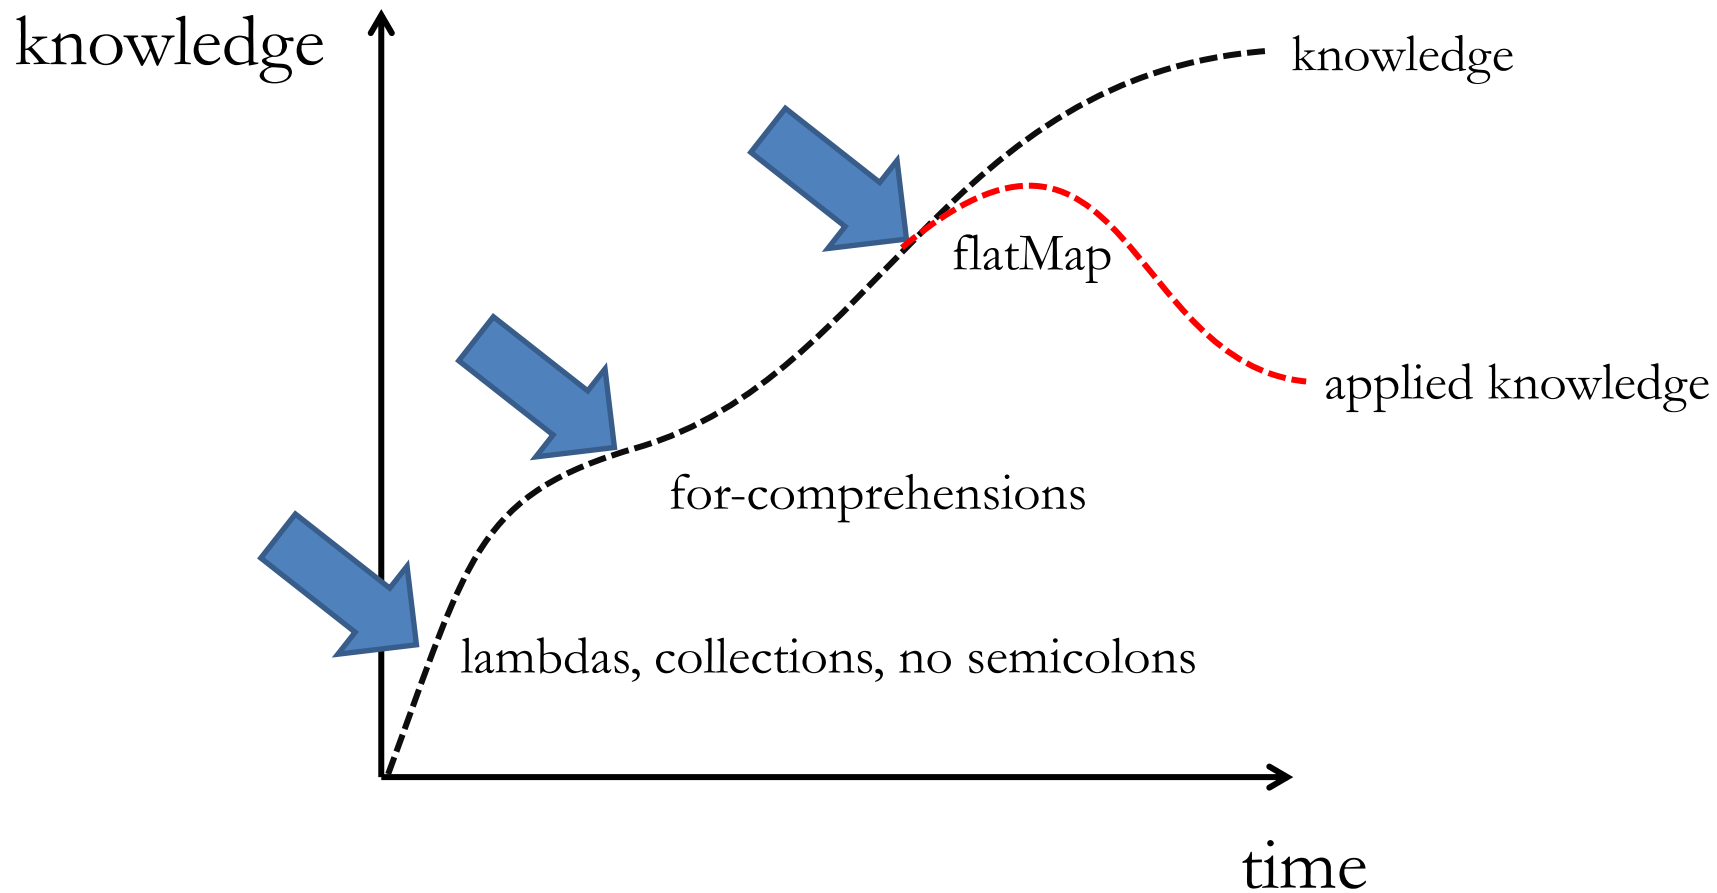 knowledge
knowledge
flatMap
applied knowledge
for-comprehensions
lambdas, collections, no semicolons
time